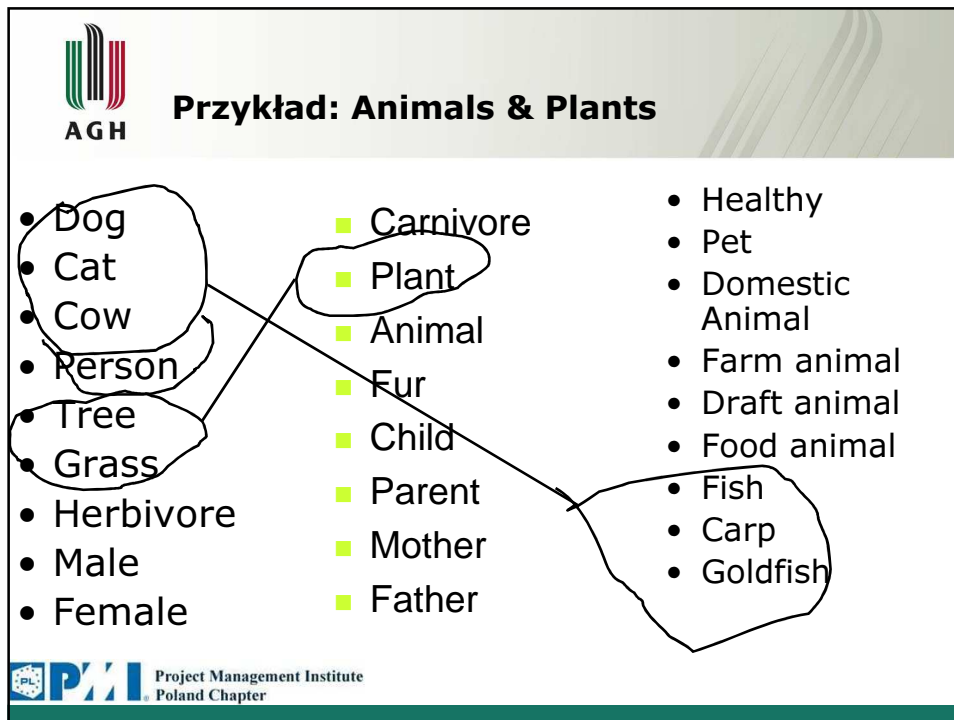 AGH
Przykład: Animals & Plants
• Dog
• Cat
• Cow
• Person
• Tree
• Grass
• Herbivore
• Male
• Female
Carnivore
Plant
Animal
Fur
Child
Parent
Mother
Father
• Healthy
• Pet
• Domestic
Animal
• Farm animal
• Draft animal
• Food animal
• Fish
• Carp
• Goldfish
PL
PMI
Project Management Institute
Poland Chapter